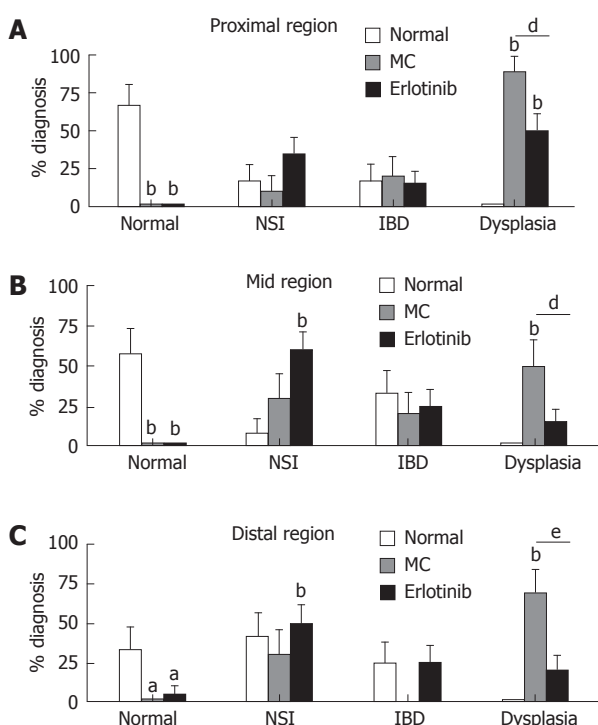 A
Proximal region
Normal
MC
Erlotinib
% diagnosis
100
75
50
25
0
b b
b
b
d
Normal NSI IBD Dysplasia
B
Mid region
Normal
MC
Erlotinib
% diagnosis
100
75
50
25
0
b b
b
b
d
Normal NSI IBD Dysplasia
C
Distal region
Normal
MC
Erlotinib
% diagnosis
100
75
50
25
0
a a
b
b
e
Normal NSI IBD Dysplasia